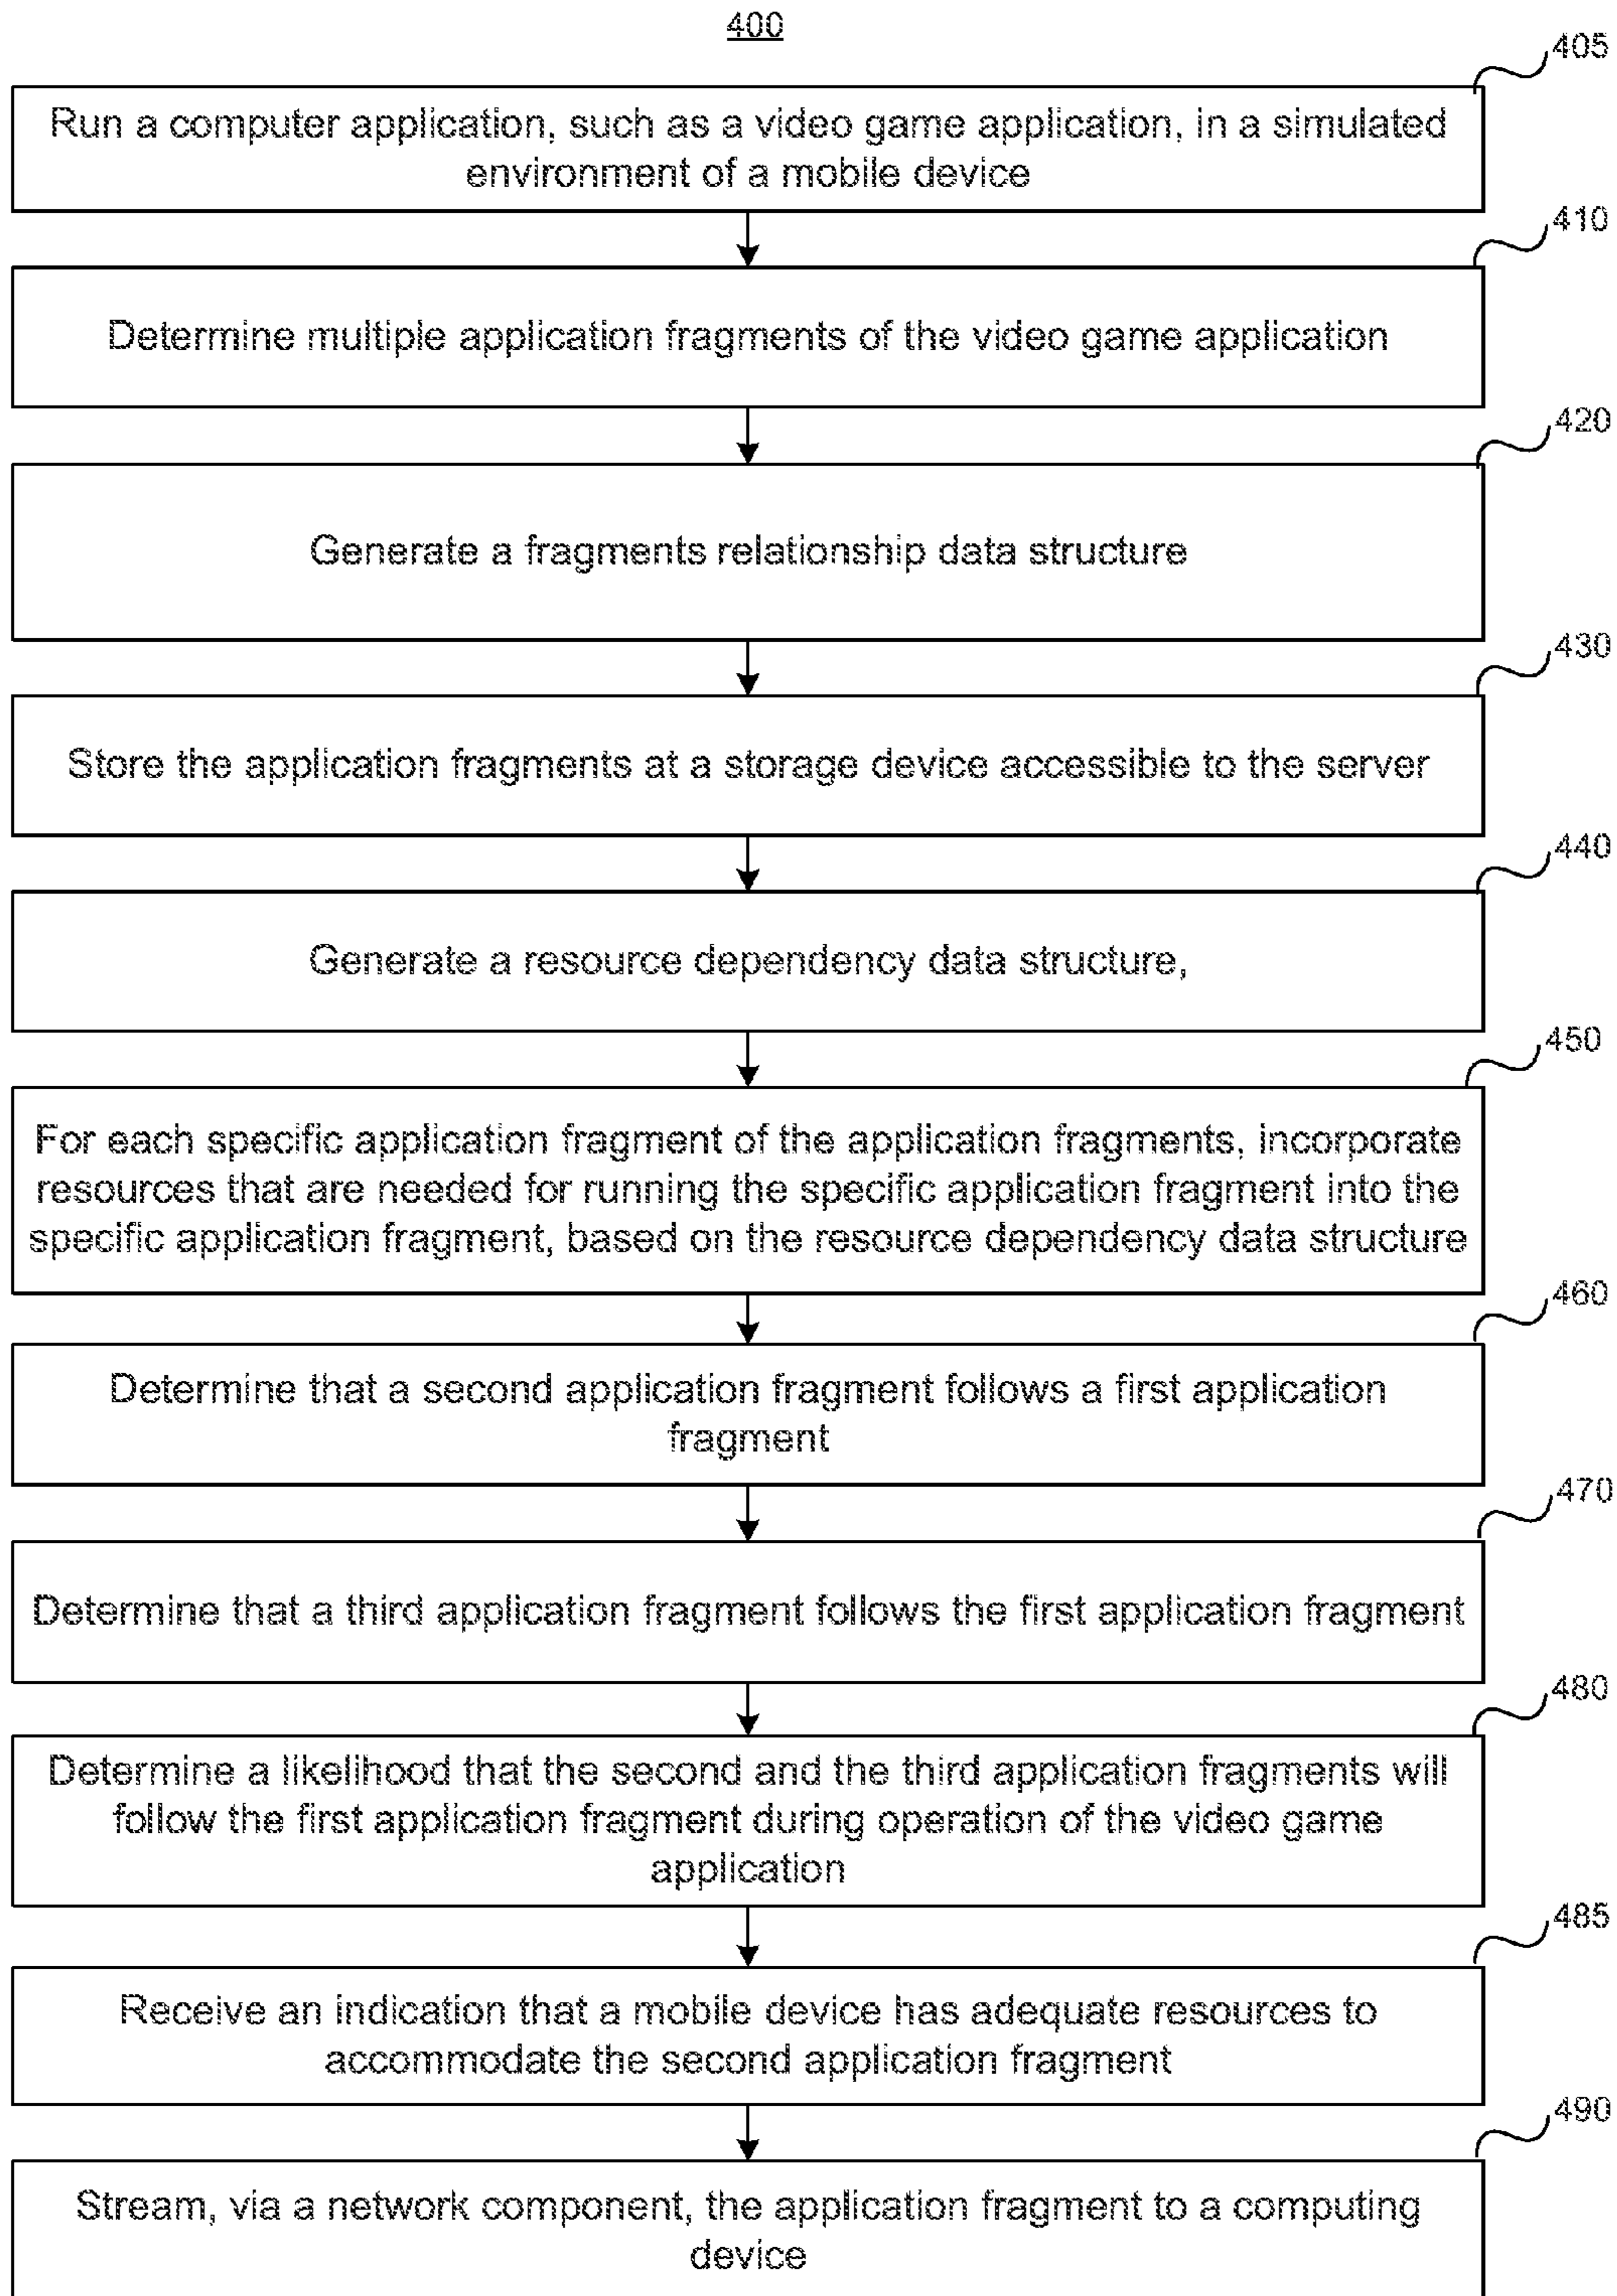 400
405
Run a computer application, such as a video game application, in a simulated
environment of a mobile device
410
Determine multiple application fragments of the video game application
420
Generate a fragments relationship data structure
430
Store the application fragments at a storage device accessible to the server
440
Generate a resource dependency data structure,
450
For each specific application fragment of the application fragments, incorporate
resources that are needed for running the specific application fragment into the
specific application fragment, based on the resource dependency data structure
460
Determine that a second application fragment follows a first application
fragment
470
Determine that a third application fragment follows the first application fragment
480
Determine a likelihood that the second and the third application fragments will
follow the first application fragment during operation of the video game
application
485
Receive an indication that a mobile device has adequate resources to
accommodate the second application fragment
490
Stream, via a network component, the application fragment to a computing
device